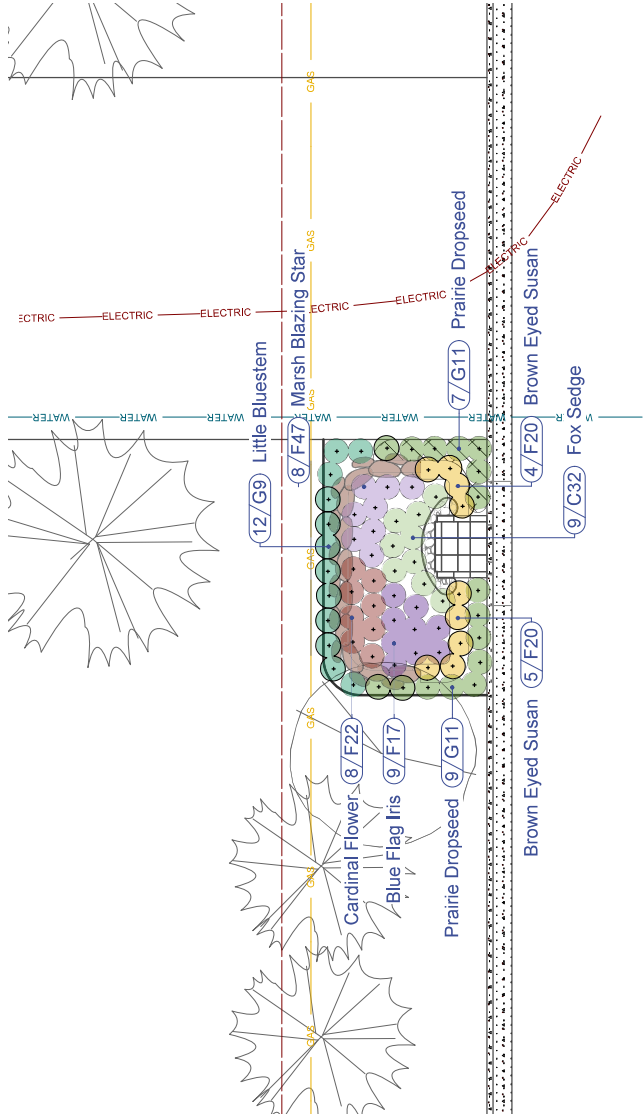 GAS
GAS
GAS
GAS
GAS
GAS
GAS
GAS
ECTRIC
ELECTRIC
ELECTRIC
ELECTRIC
ELECTRIC
ELECTRIC
ELECTRIC
WATER
WATER
WATER
WATER
WATER
W
12/G9 Little Bluestem
8/F47 Marsh Blazing Star
7/G11 Prairie Dropseed
4/F20 Brown Eyed Susan
9/C32 Fox Sedge
Cardinal Flower 8/F22
Blue Flag Iris 9/F17
Prairie Dropseed 9/G11
Brown Eyed Susan 5/F20